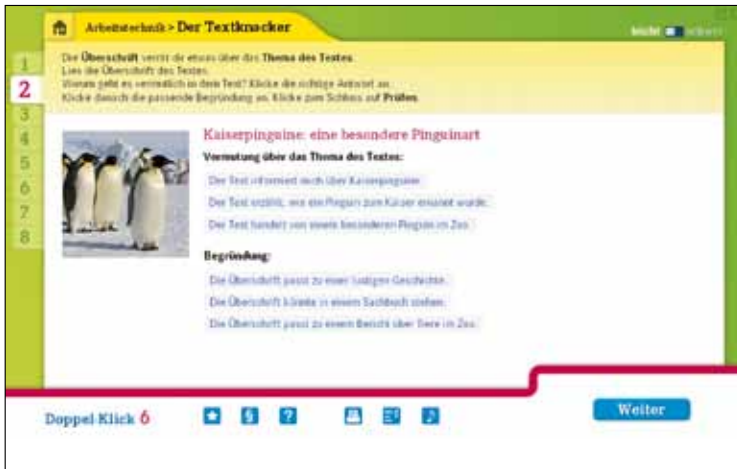 Arbeitstechnik > Der Textknacker
leicht schwer
Die Überschrift verrät dir etwas über das Thema des Textes.
Lies die Überschrift des Textes.
Worum geht es vermutlich in dem Text? Klicke die richtige Antwort an.
Klicke danach die passende Begründung an. Klicke zum Schluss auf Prüfen.
1
2
3
4
5
6
7
8
Kaiserpinguine: eine besondere Pinguinart
Vermutung über das Thema des Textes:
Der Text informiert mich über Kaiserpinguine.
Der Text erzählt, wie ein Pinguin zum Kaiser ernannt wurde.
Der Text handelt von einem besonderen Pinguin im Zoo.
Begründung:
Die Überschrift passt zu einer lustigen Geschichte.
Die Überschrift könnte in einem Sachbuch stehen.
Die Überschrift passt zu einem Bericht über Tiere im Zoo.
Doppel Klick 6
§
?
Weiter